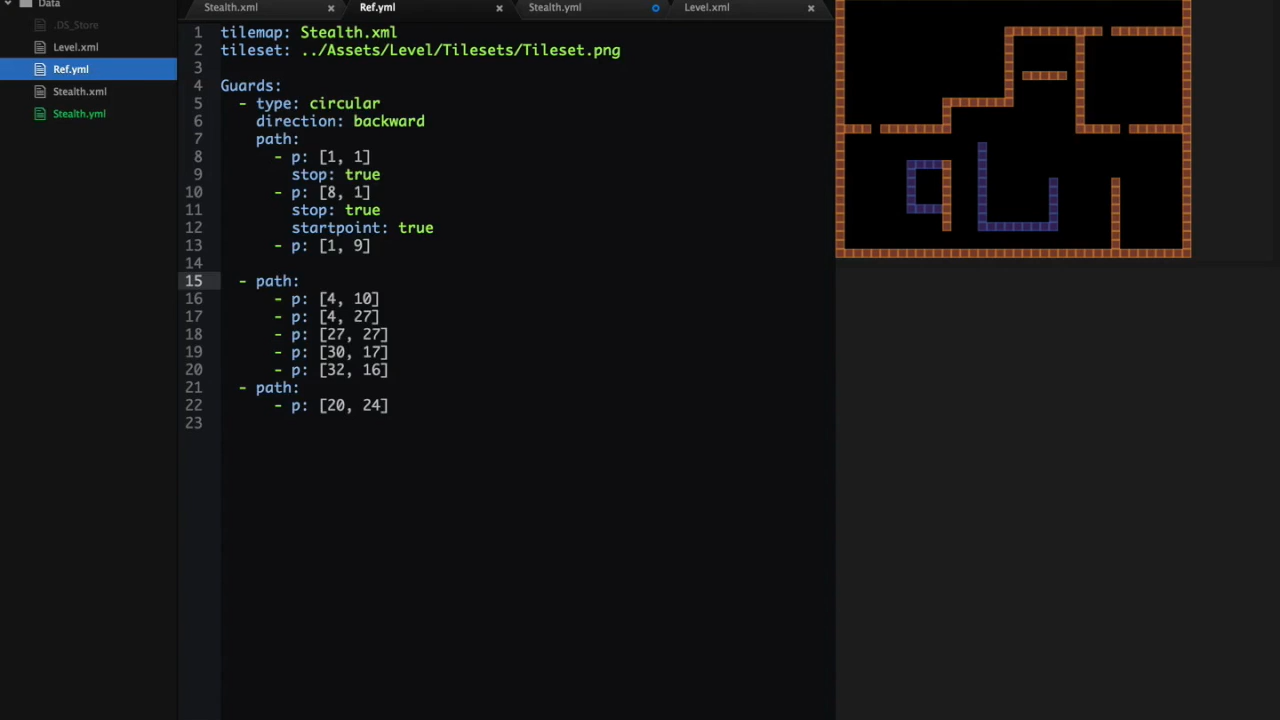 Data
.DS_Store
Level.xml
Ref.yml
Stealth.xml
Stealth.yml
Stealth.xml × Ref.yml × Stealth.yml Level.xml ×
1 tilemap: Stealth.xml
2 tileset: ../Assets/Level/Tilesets/Tileset.png
3
4 Guards:
5 - type: circular
6 direction: backward
7 path:
8 - p: [1, 1]
9 stop: true
10 - p: [8, 1]
11 stop: true
12 startpoint: true
13 - p: [1, 9]
14
15 - path:
16 - p: [4, 10]
17 - p: [4, 27]
18 - p: [27, 27]
19 - p: [30, 17]
20 - p: [32, 16]
21 - path:
22 - p: [20, 24]
23